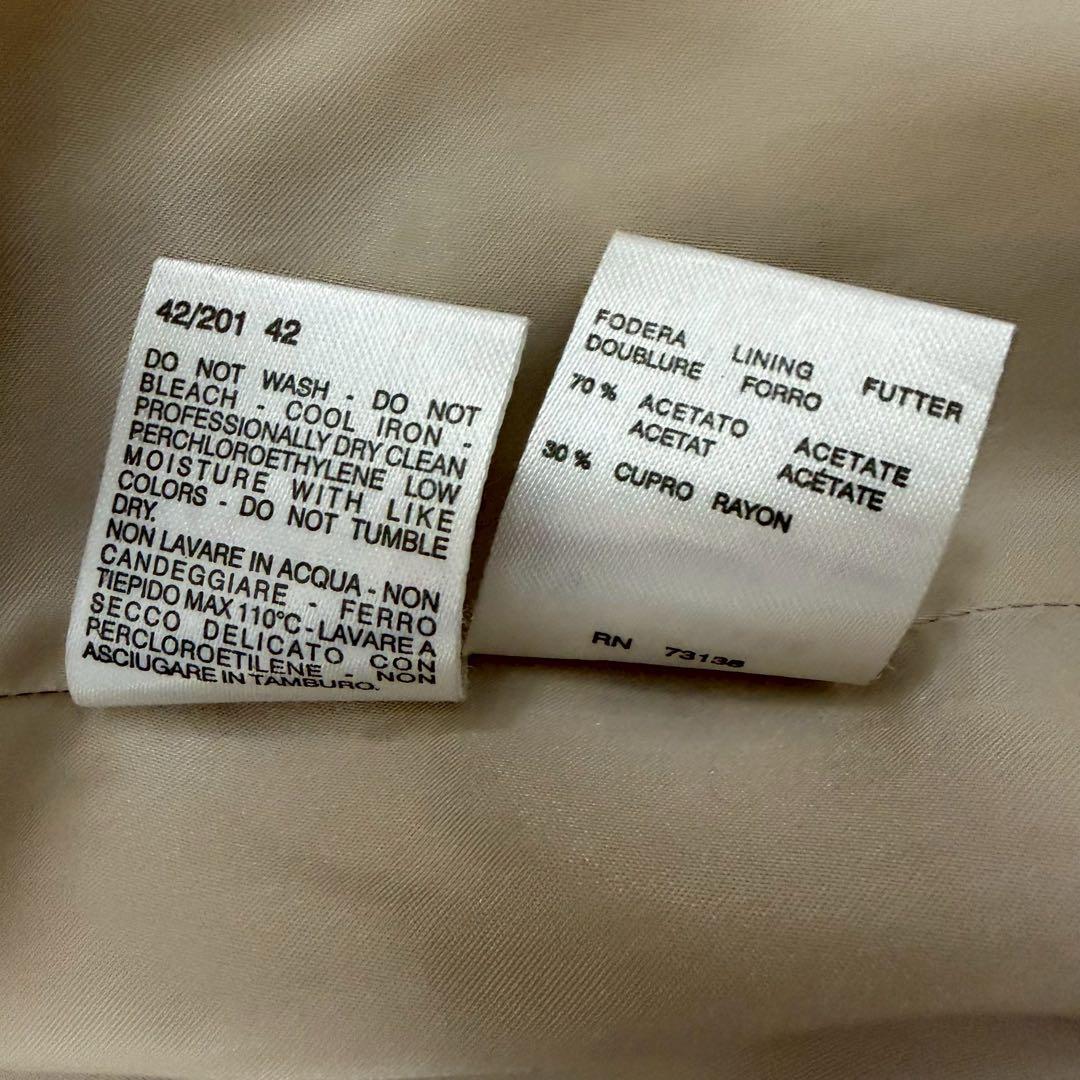 42/201 42
DO NOT WASH - DO NOT
BLEACH - COOL IRON -
PROFESSIONALLY DRY CLEAN
PERCHLOROETHYLENE LOW
MOISTURE WITH LIKE
COLORS - DO NOT TUMBLE
DRY.
NON LAVARE IN ACQUA - NON
CANDEGGIARE - FERRO
TIEPIDO MAX 110°C - LAVARE A
SECCO DELICATO CON
PERCLOROETILENE - NON
ASCIUGARE IN TAMBURO.
FODERA LINING FUTTER
DOUBLURE FORRO
70 % ACETATO ACETATE
ACETAT ACÉTATE
30 % CUPRO RAYON
RN 73138